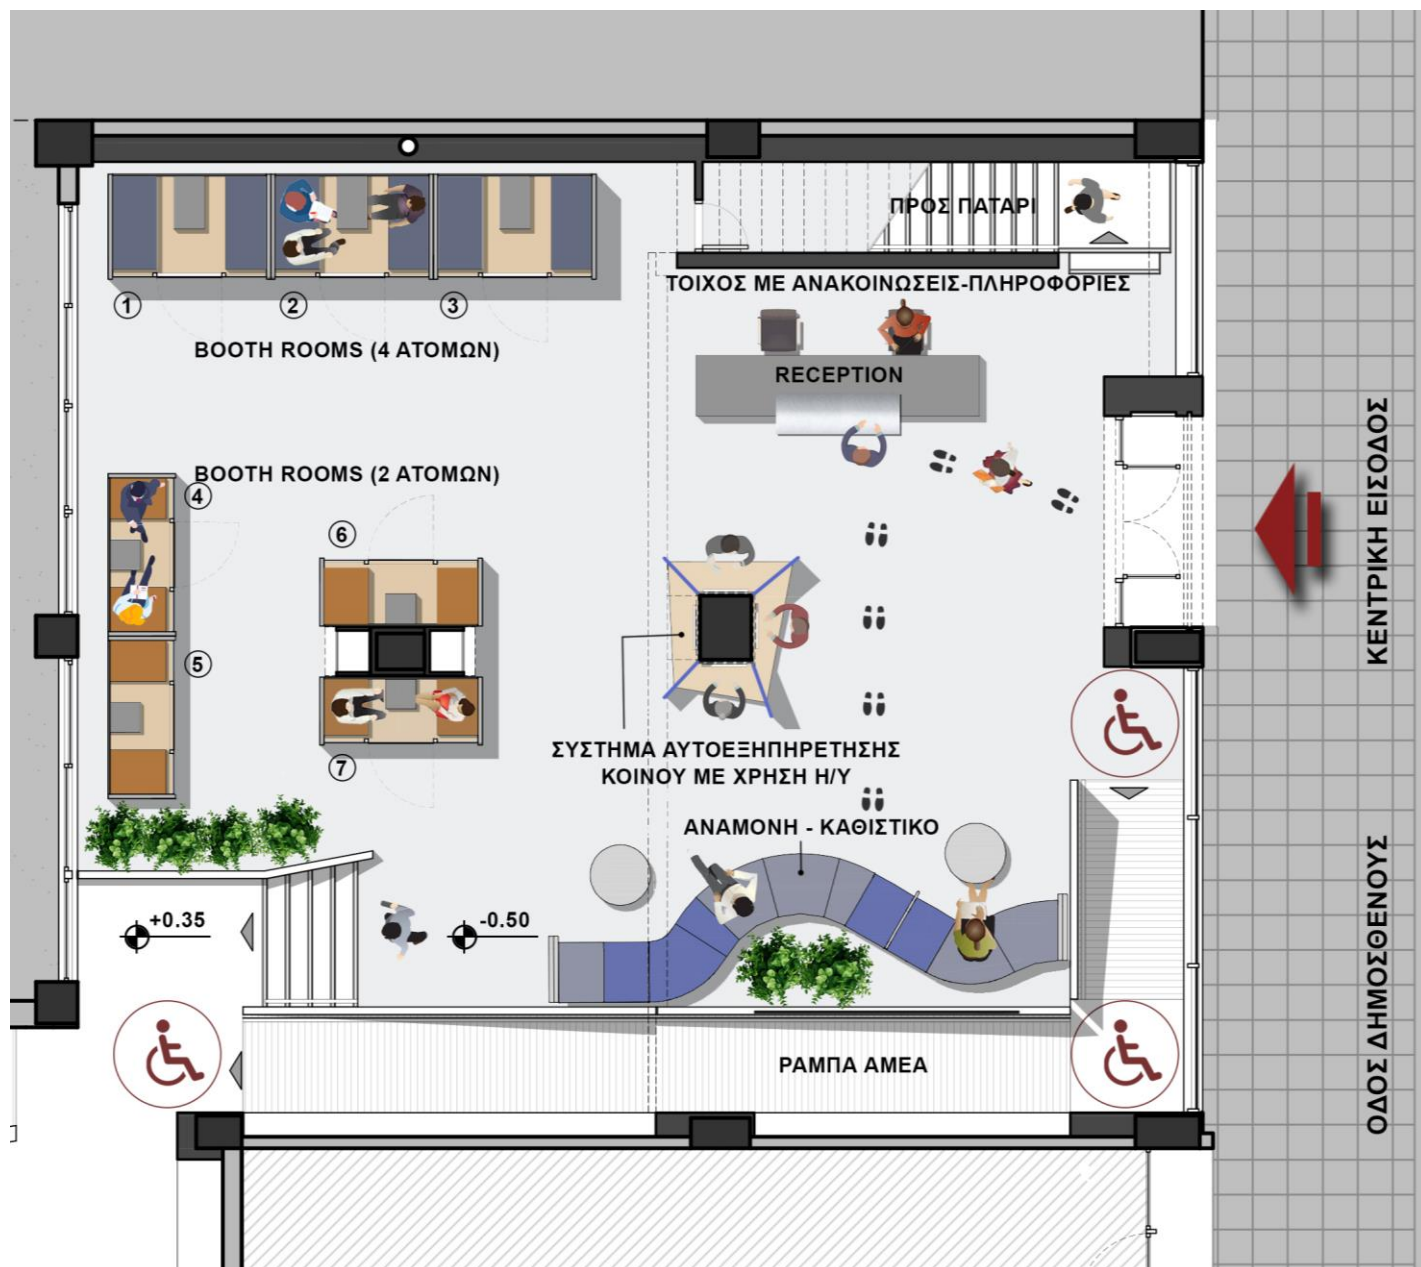 ΠΡΟΣ ΠΑΤΑΡΙ
ΤΟΙΧΟΣ ΜΕ ΑΝΑΚΟΙΝΩΣΕΙΣ-ΠΛΗΡΟΦΟΡΙΕΣ
1
2
3
BOOTH ROOMS (4 ΑΤΟΜΩΝ)
RECEPTION
BOOTH ROOMS (2 ΑΤΟΜΩΝ)
4
6
5
7
ΣΥΣΤΗΜΑ ΑΥΤΟΕΞΗΠΗΡΕΤΗΣΗΣ
ΚΟΙΝΟΥ ΜΕ ΧΡΗΣΗ Η/Υ
ΑΝΑΜΟΝΗ - ΚΑΘΙΣΤΙΚΟ
+0.35
-0.50
ΡΑΜΠΑ ΑΜΕΑ
ΚΕΝΤΡΙΚΗ ΕΙΣΟΔΟΣ
ΟΔΟΣ ΔΗΜΟΣΘΕΝΟΥΣ